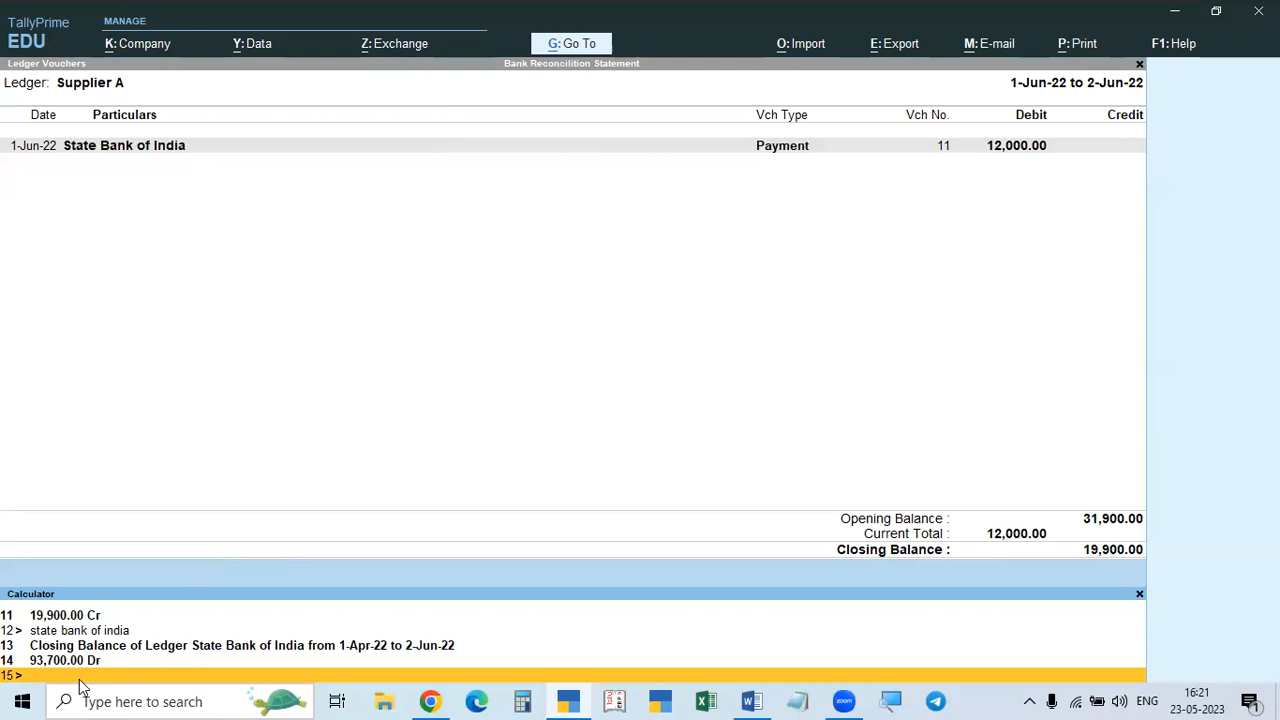 TallyPrime MANAGE
EDU K: Company Y: Data Z: Exchange G: Go To O: Import E: Export M: E-mail P: Print F1: Help
Ledger Vouchers Bank Reconcilition Statement
Ledger: Supplier A 1-Jun-22 to 2-Jun-22
Date Particulars Vch Type Vch No. Debit Credit
1-Jun-22 State Bank of India Payment 11 12,000.00
Opening Balance : 31,900.00
Current Total : 12,000.00
Closing Balance : 19,900.00
Calculator
11 19,900.00 Cr
12> state bank of india
13 Closing Balance of Ledger State Bank of India from 1-Apr-22 to 2-Jun-22
14 93,700.00 Dr
15>
Type here to search zoom ENG 16:21
23-05-2023 1